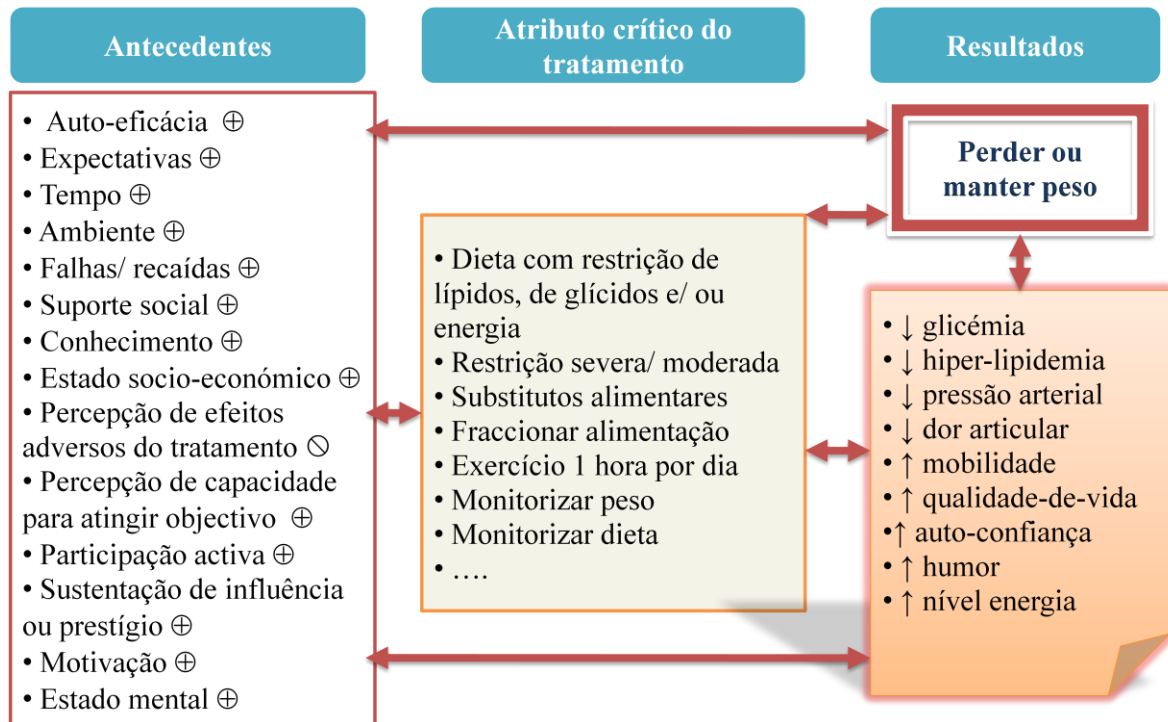 Antecedentes
• Auto-eficácia ⊕
• Expectativas ⊕
• Tempo ⊕
• Ambiente ⊕
• Falhas/ recaídas ⊕
• Suporte social ⊕
• Conhecimento ⊕
• Estado socio-económico ⊕
• Percepção de efeitos
adversos do tratamento ⦸
• Percepção de capacidade
para atingir objectivo ⊕
• Participação activa ⊕
• Sustentação de influência
ou prestígio ⊕
• Motivação ⊕
• Estado mental ⊕
Atributo crítico do
tratamento
• Dieta com restrição de
lípidos, de glícidos e/ ou
energia
• Restrição severa/ moderada
• Substitutos alimentares
• Fraccionar alimentação
• Exercício 1 hora por dia
• Monitorizar peso
• Monitorizar dieta
• ….
Resultados
Perder ou
manter peso
• ↓ glicémia
• ↓ hiper-lipidemia
• ↓ pressão arterial
• ↓ dor articular
• ↑ mobilidade
• ↑ qualidade-de-vida
•↑ auto-confiança
• ↑ humor
• ↑ nível energia